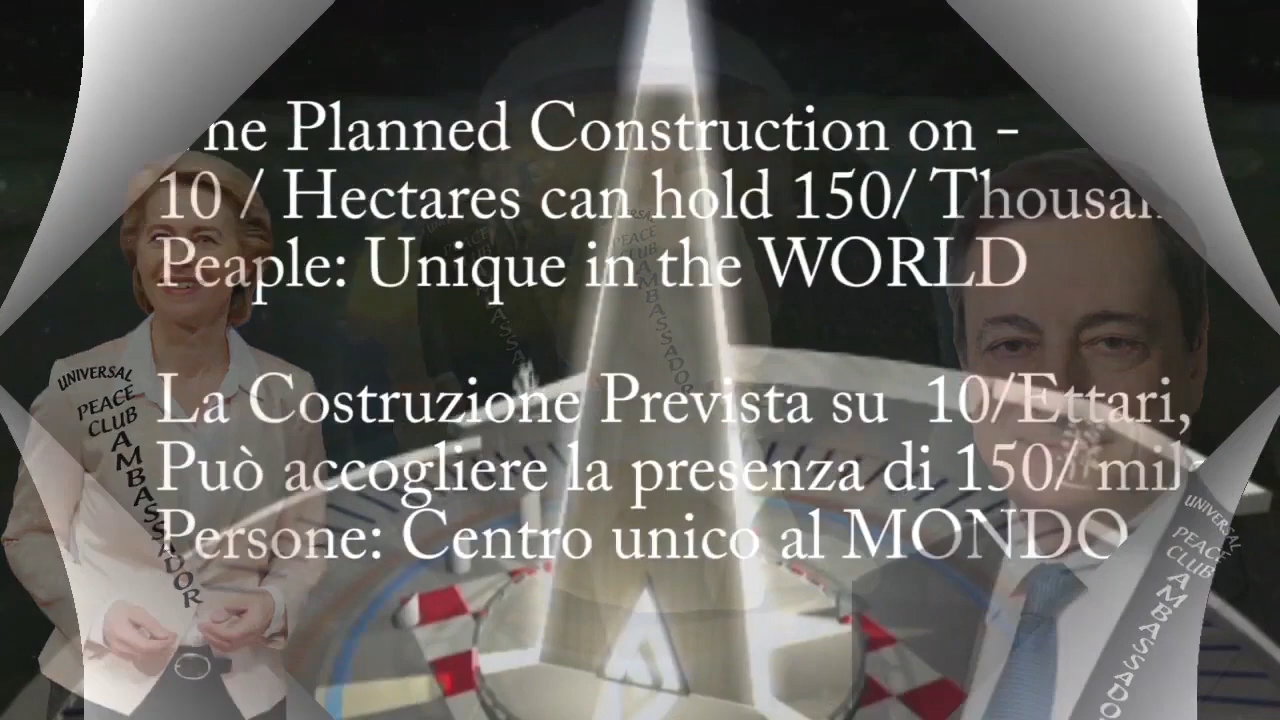 Planned Construction on -
10 / Hectares can hold 150/
Peaple: Unique in the WORLD
La Costruzione Prevista su 10/Ettari,
Può accogliere la presenza di 150/
Persone: Centro unico al MONDO
UNIVERSAL
PEACE
CLUB
AMBASSADOR
PEACE
CLUB
AMBASSADOR
UNIVERSAL
PEACE
CLUB